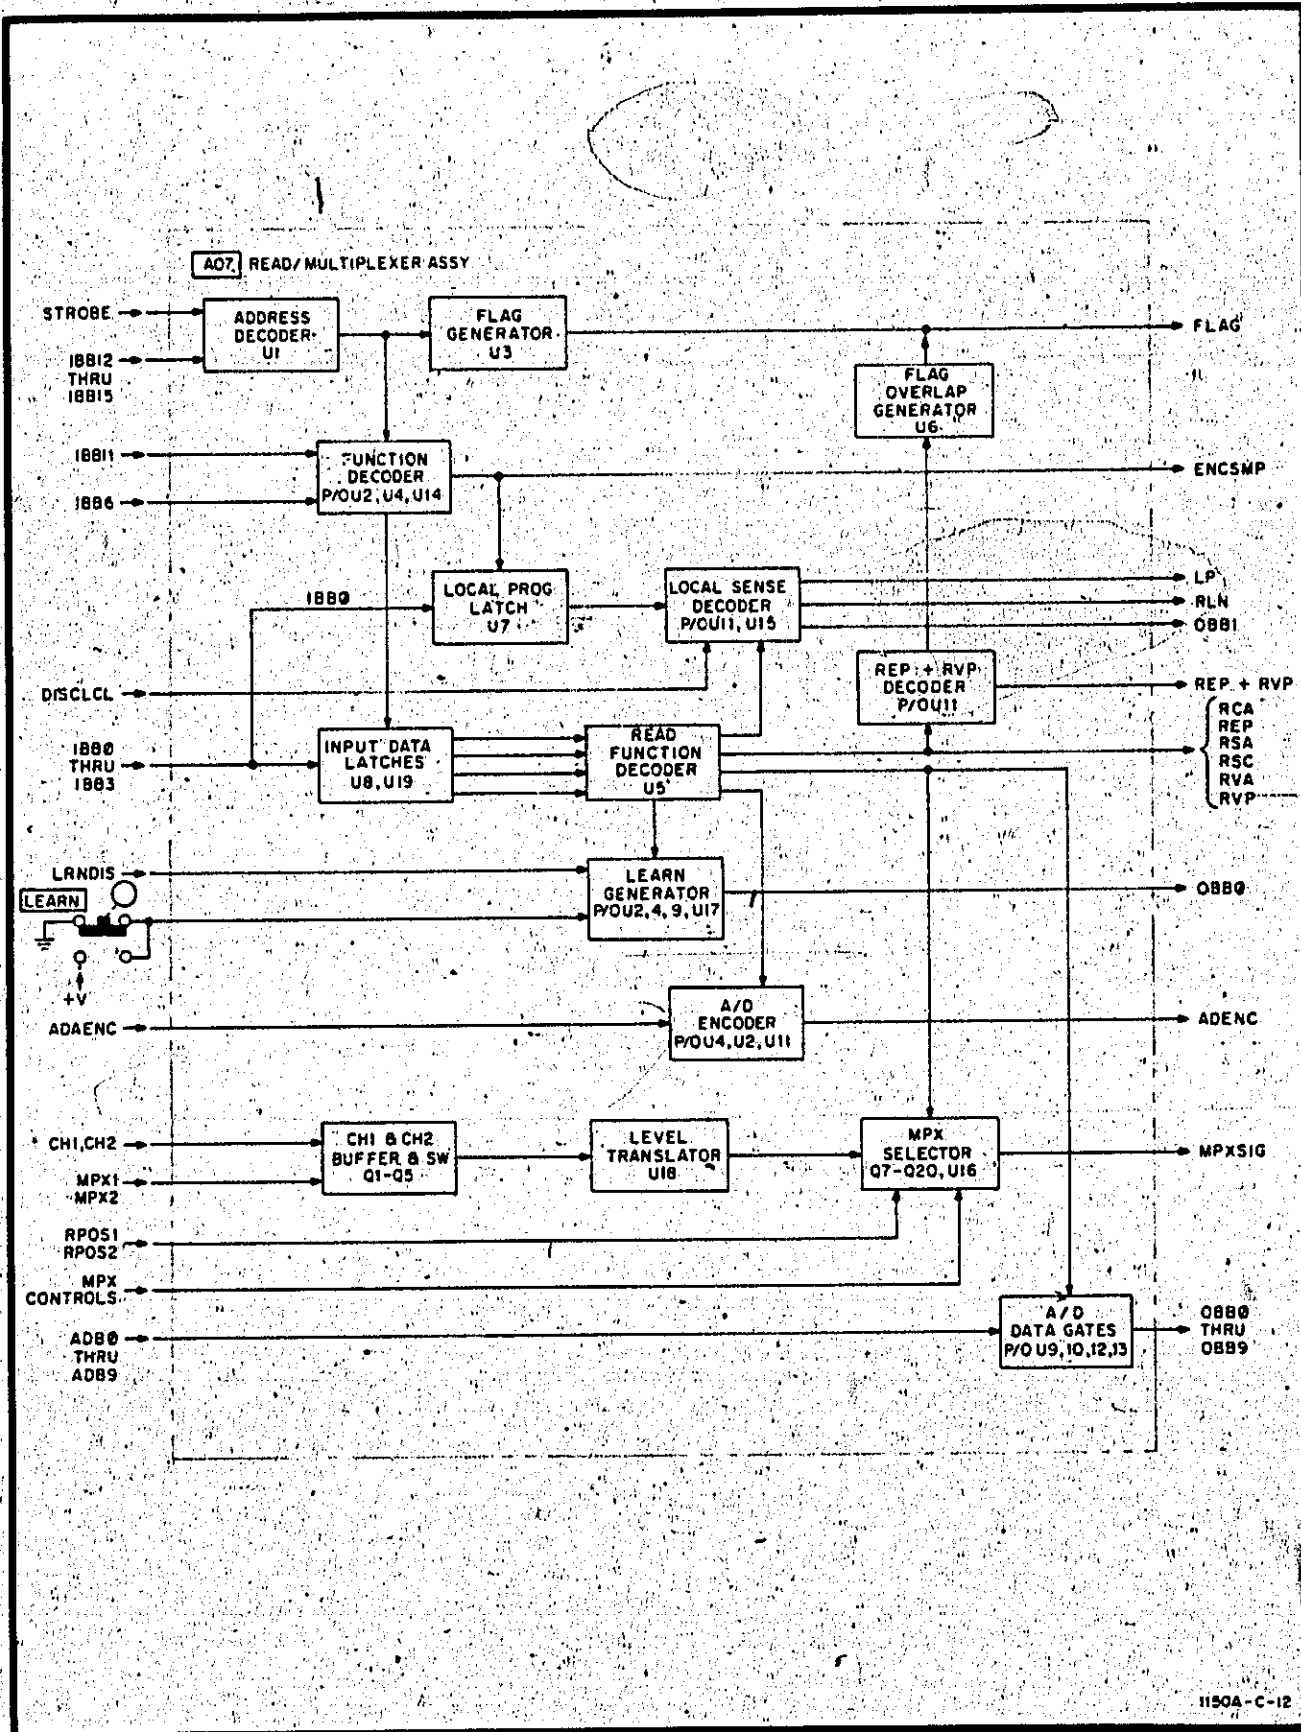 A07 READ/MULTIPLEXER ASSY
STROBE
ADDRESS
DECODER
U1
FLAG
GENERATOR
U3
FLAG
IBB12
THRU
IBB15
FLAG
OVERLAP
GENERATOR
U6
IBB11
IBB6
FUNCTION
DECODER
P/O U2, U4, U14
ENCSMP
IBB0
LOCAL PROG
LATCH
U7
LOCAL SENSE
DECODER
P/O U11, U15
LP
RLN
OBB1
DISCLCL
REP + RVP
DECODER
P/O U11
REP + RVP
RCA
REP
RSA
RSC
RVA
RVP
IBB0
THRU
IBB3
INPUT DATA
LATCHES
U8, U19
READ
FUNCTION
DECODER
U5
LRNDIS
LEARN
+V
LEARN
GENERATOR
P/O U2, 4, 9, U17
OBB0
ADAENC
A/D
ENCODER
P/O U4, U2, U11
ADENC
CH1, CH2
MPX1
MPX2
CH1 & CH2
BUFFER & SW
Q1-Q5
LEVEL
TRANSLATOR
U18
MPX
SELECTOR
Q7-Q20, U16
MPXSIG
RPOS1
RPOS2
MPX
CONTROLS
ADB0
THRU
ADB9
A/D
DATA GATES
P/O U9, 10, 12, 13
OBB0
THRU
OBB9
1150A-C-12